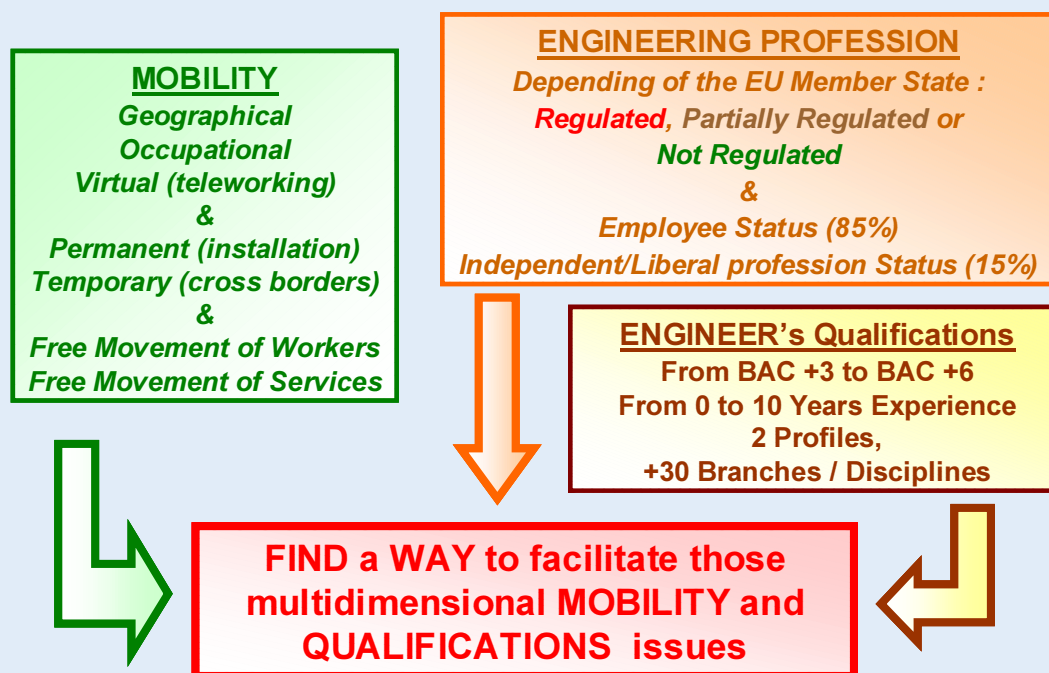 MOBILITY
Geographical
Occupational
Virtual (teleworking)
&
Permanent (installation)
Temporary (cross borders)
&
Free Movement of Workers
Free Movement of Services
ENGINEERING PROFESSION
Depending of the EU Member State :
Regulated, Partially Regulated or
Not Regulated
&
Employee Status (85%)
Independent/Liberal profession Status (15%)
ENGINEER's Qualifications
From BAC +3 to BAC +6
From 0 to 10 Years Experience
2 Profiles,
+30 Branches / Disciplines
FIND a WAY to facilitate those
multidimensional MOBILITY and
QUALIFICATIONS issues